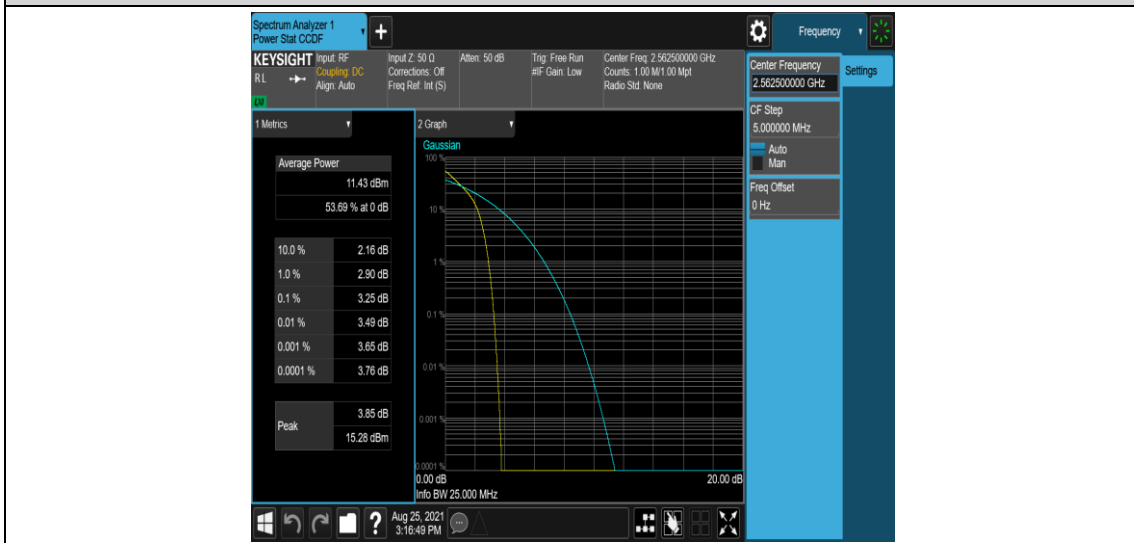 Spectrum Analyzer 1
Power Stat CCDF
+
Frequency
KEYSIGHT
RL
LXI
Input: RF
Coupling: DC
Align: Auto
Input Z: 50 Ω
Corrections: Off
Freq Ref: Int (S)
Atten: 50 dB
Trig: Free Run
#IF Gain: Low
Center Freq: 2.562500000 GHz
Counts: 1.00 M/1.00 Mpt
Radio Std: None
Center Frequency
2.562500000 GHz
Settings
CF Step
5.000000 MHz
Auto
Man
Freq Offset
0 Hz
1 Metrics
Average Power
11.43 dBm
53.69 % at 0 dB
10.0 % 2.16 dB
1.0 % 2.90 dB
0.1 % 3.25 dB
0.01 % 3.49 dB
0.001 % 3.65 dB
0.0001 % 3.76 dB
Peak
3.85 dB
15.28 dBm
2 Graph
Gaussian
100 %
10 %
1 %
0.1 %
0.01 %
0.001 %
0.0001 %
0.00 dB 20.00 dB
Info BW 25.000 MHz
?
Aug 25, 2021
3:16:49 PM